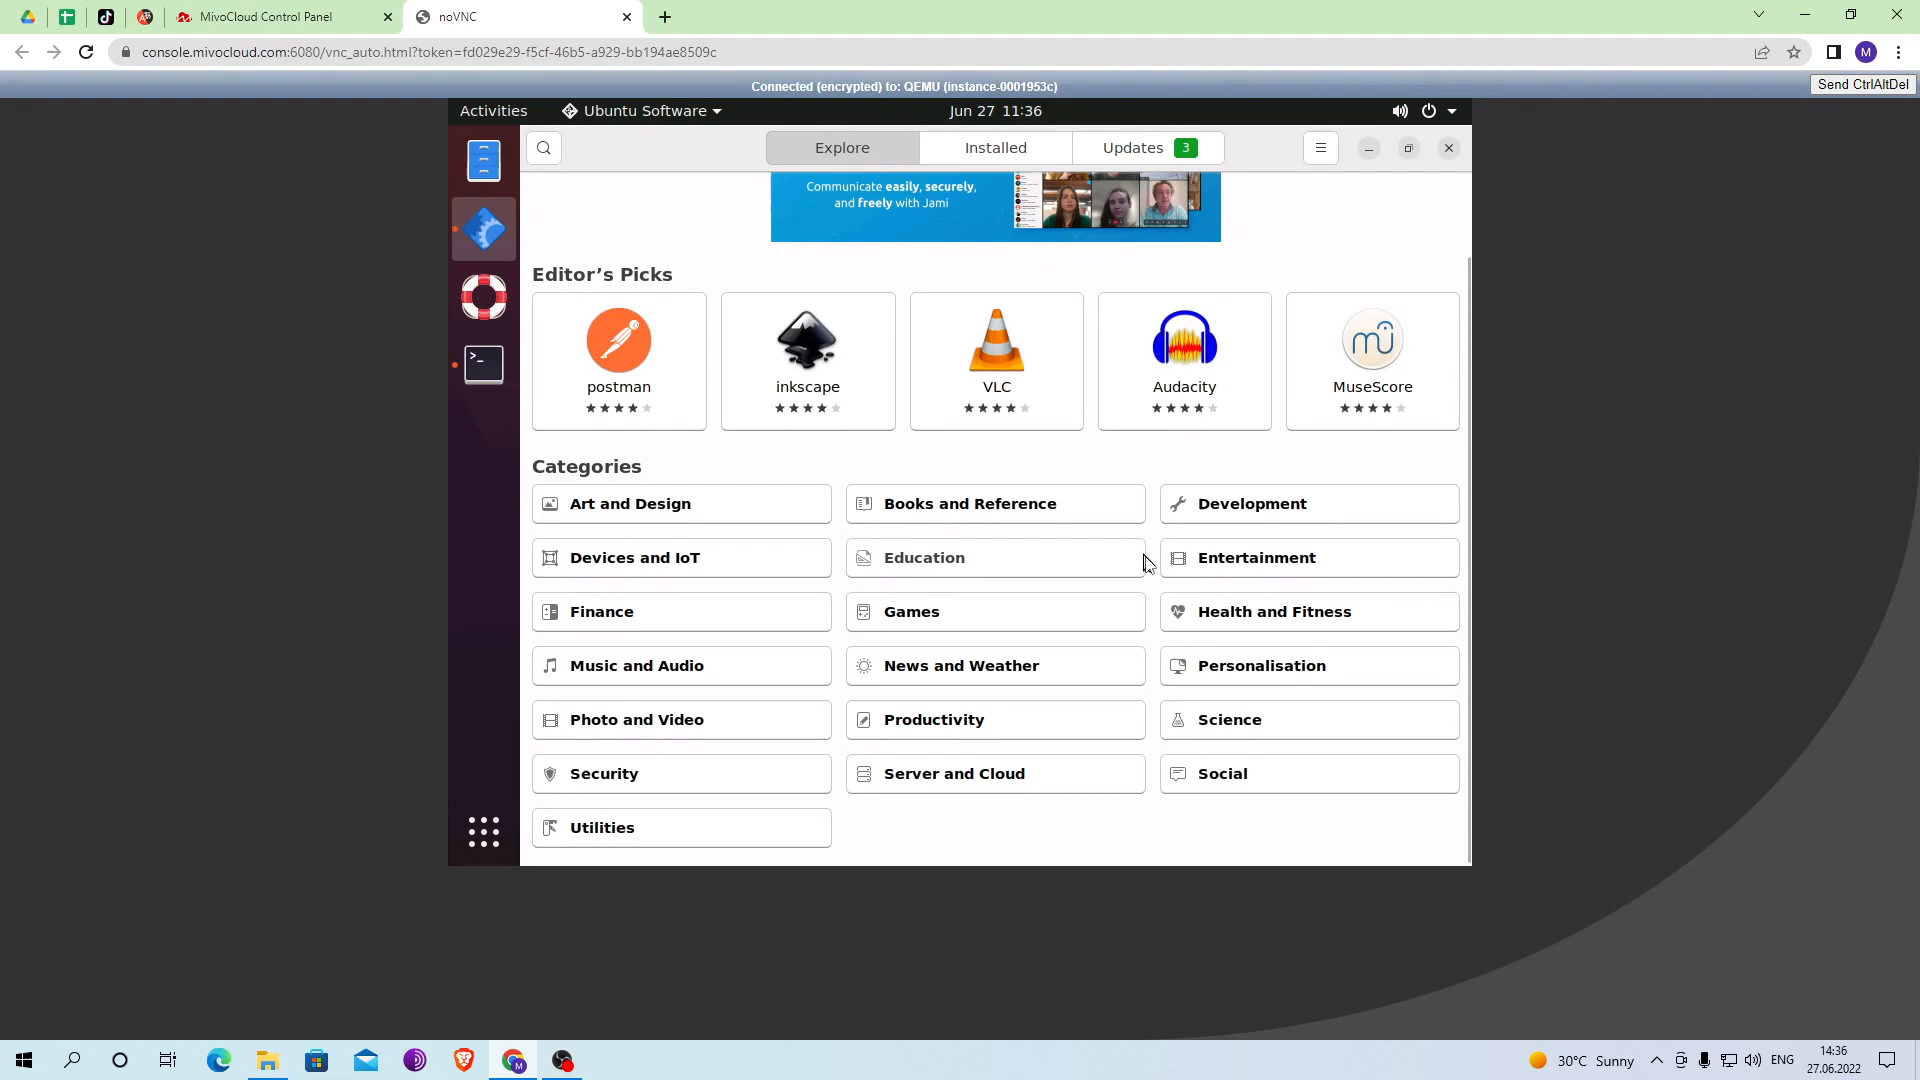 MivoCloud Control Panel
noVNC
console.mivocloud.com:6080/vnc_auto.html?token=fd029e29-f5cf-46b5-a929-bb194ae8509c
M
Connected (encrypted) to: QEMU (instance-0001953c)
Send CtrlAltDel
Activities
Ubuntu Software
Jun 27 11:36
Explore
Installed
Updates 3
Communicate easily, securely,
and freely with Jami
Editor’s Picks
postman
inkscape
VLC
Audacity
MuseScore
Categories
Art and Design
Books and Reference
Development
Devices and IoT
Education
Entertainment
Finance
Games
Health and Fitness
Music and Audio
News and Weather
Personalisation
Photo and Video
Productivity
Science
Security
Server and Cloud
Social
Utilities
30°C Sunny
ENG
14:36
27.06.2022